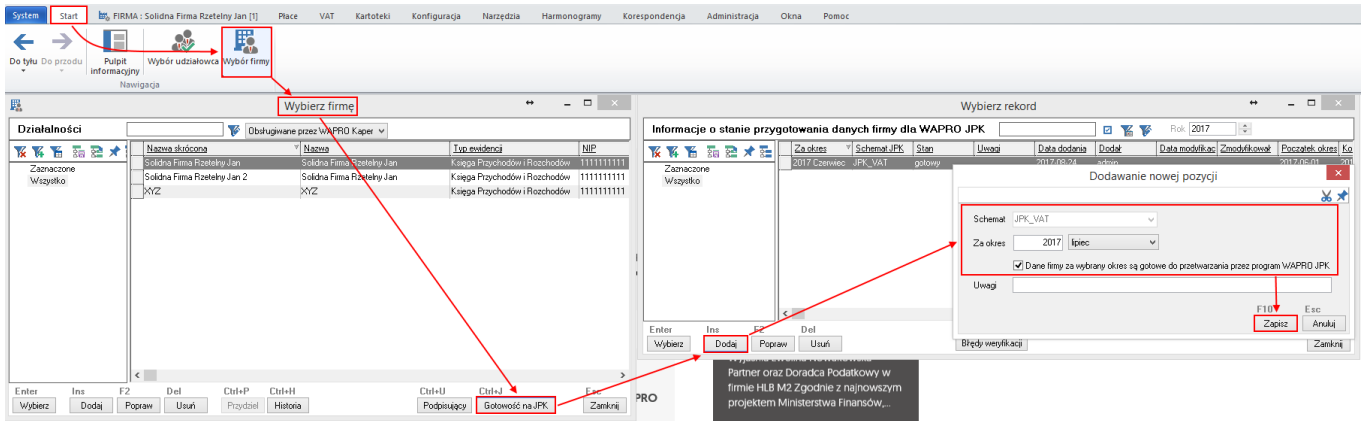 System Start FIRMA : Solidna Firma Rzetelny Jan [1] Płace VAT Kartoteki Konfiguracja Narzędzia Harmonogramy Korespondencja Administracja Okna Pomoc
Do tyłu Do przodu Pulpit informacyjny Wybór udziałowca Wybór firmy
Nawigacja
Wybierz firmę
Działalności Obsługiwane przez WAPRO Kaper
Nazwa skrócona Nazwa Typ ewidencji NIP
Zaznaczone
Wszystko
Solidna Firma Rzetelny Jan Solidna Firma Rzetelny Jan Księga Przychodów i Rozchodów 1111111111
Solidna Firma Rzetelny Jan 2 Solidna Firma Rzetelny Jan Księga Przychodów i Rozchodów 1111111111
XYZ XYZ Księga Przychodów i Rozchodów 1111111111
Enter Ins F2 Del Ctrl+P Ctrl+H Ctrl+U Ctrl+J Esc
Wybierz Dodaj Popraw Usuń Przydziel Historia Podpisujący Gotowość na JPK Zamknij
Wybierz rekord
Informacje o stanie przygotowania danych firmy dla WAPRO JPK Rok 2017
Za okres Schemat JPK Stan Uwagi Data dodania Dodał Data modyfikac Zmodyfikował Początek okres Ko
Zaznaczone
Wszystko
2017 Czerwiec JPK_VAT gotowy 2017-08-24 admin 2017-06-01 201
Dodawanie nowej pozycji
Schemat JPK_VAT
Za okres 2017 lipiec
Dane firmy za wybrany okres są gotowe do przetwarzania przez program WAPRO JPK
Uwagi
F10 Esc
Zapisz Anuluj
Enter Ins F2 Del
Wybierz Dodaj Popraw Usuń Błędy weryfikacji Zamknij
PRO
Partner oraz Doradca Podatkowy w
firmie HLB M2 Zgodnie z najnowszym
projektem Ministerstwa Finansów,...